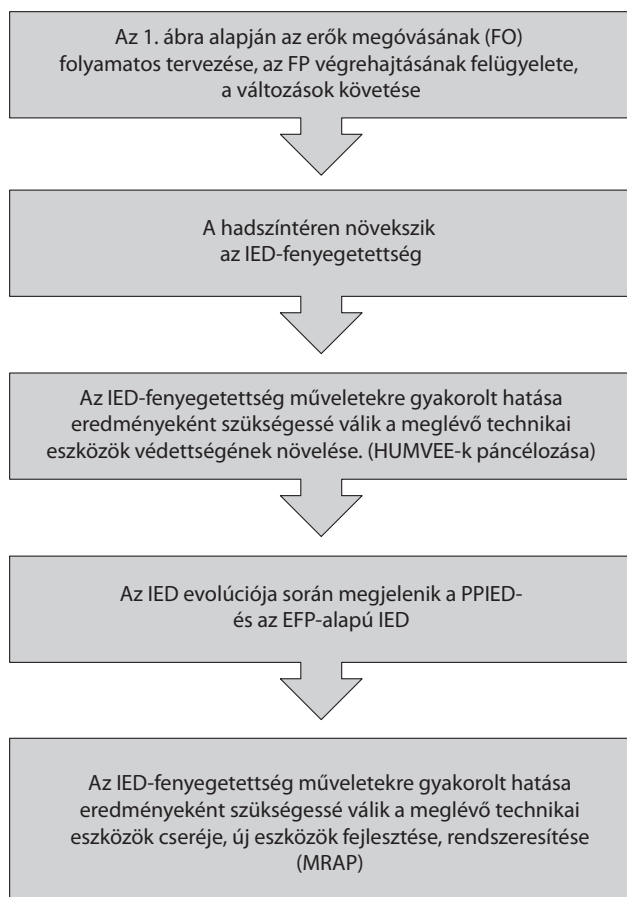 Az 1. ábra alapján az erők megóvásának (FO)
folyamatos tervezése, az FP végrehajtásának felügyelete,
a változások követése
A hadszíntéren növekszik
az IED-fenyegetettség
Az IED-fenyegetettség műveletekre gyakorolt hatása
eredményeként szükségessé válik a meglévő technikai
eszközök védettségének növelése. (HUMVEE-k páncélozása)
Az IED evolúciója során megjelenik a PPIED-
és az EFP-alapú IED
Az IED-fenyegetettség műveletekre gyakorolt hatása
eredményeként szükségessé válik a meglévő technikai
eszközök cseréje, új eszközök fejlesztése, rendszeresítése
(MRAP)